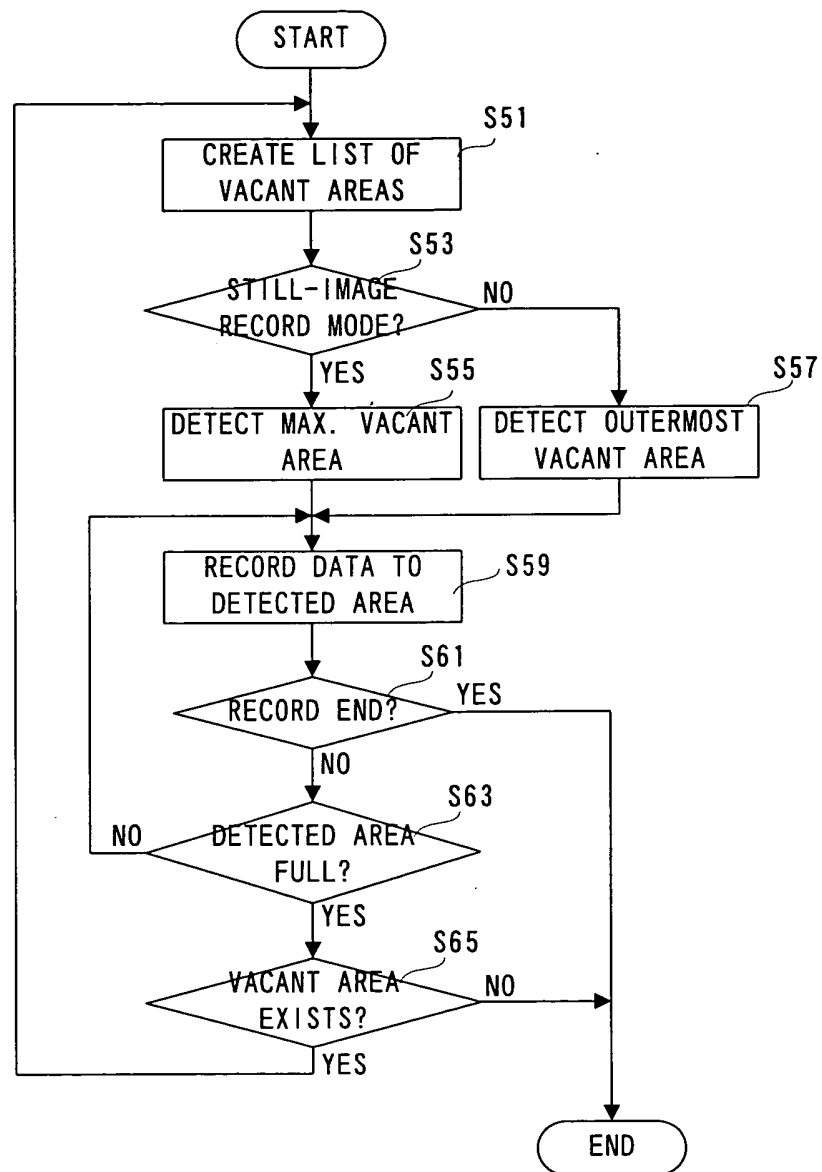 START
S51
CREATE LIST OF
VACANT AREAS
S53
STILL-IMAGE
RECORD MODE?
NO
YES
S55
S57
DETECT MAX. VACANT
AREA
DETECT OUTERMOST
VACANT AREA
RECORD DATA TO
DETECTED AREA
S59
S61
RECORD END?
YES
NO
S63
DETECTED AREA
FULL?
NO
YES
S65
VACANT AREA
EXISTS?
NO
YES
END